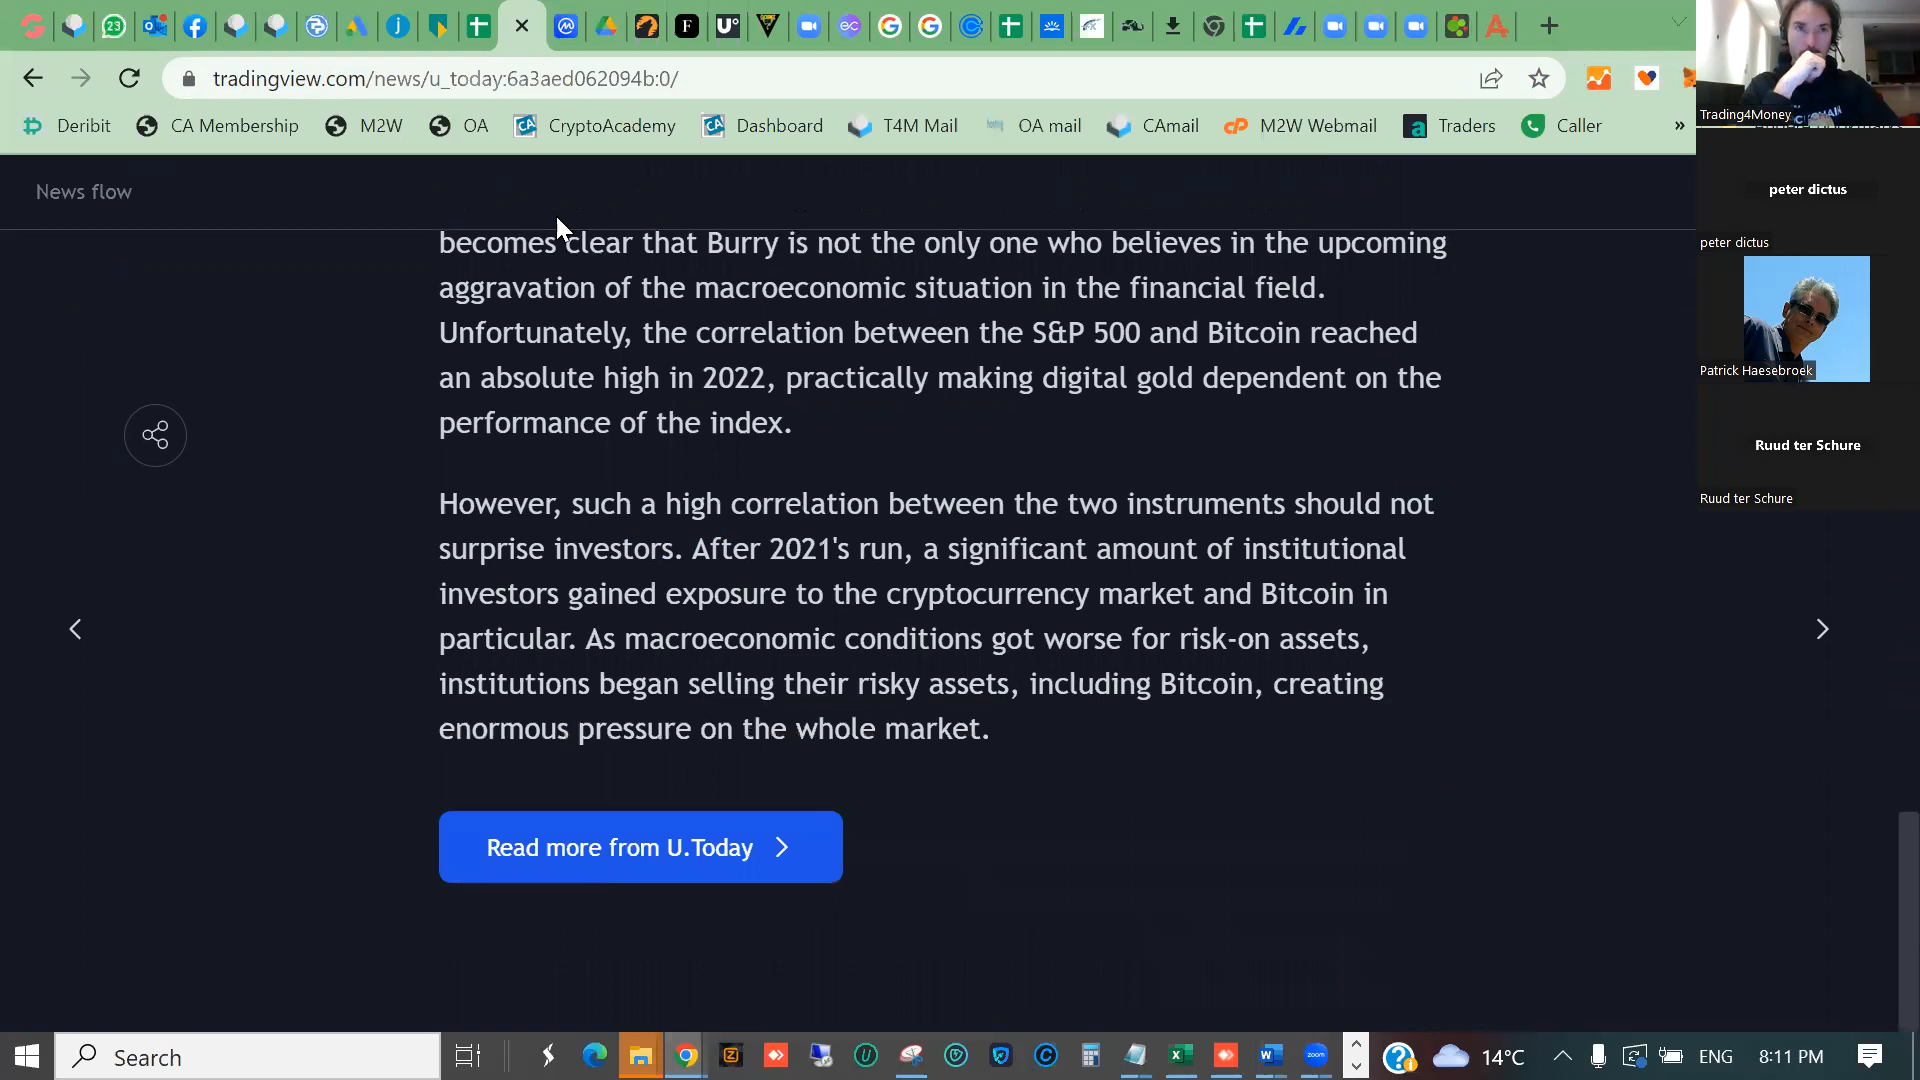 23
tradingview.com/news/u_today:6a3aed062094b:0/
Deribit
CA Membership
M2W
OA
CryptoAcademy
Dashboard
T4M Mail
OA mail
CAmail
M2W Webmail
Traders
Caller
»
News flow
becomes clear that Burry is not the only one who believes in the upcoming
aggravation of the macroeconomic situation in the financial field.
Unfortunately, the correlation between the S&P 500 and Bitcoin reached
an absolute high in 2022, practically making digital gold dependent on the
performance of the index.
However, such a high correlation between the two instruments should not
surprise investors. After 2021's run, a significant amount of institutional
investors gained exposure to the cryptocurrency market and Bitcoin in
particular. As macroeconomic conditions got worse for risk-on assets,
institutions began selling their risky assets, including Bitcoin, creating
enormous pressure on the whole market.
Read more from U.Today
Trading4Money
peter dictus
peter dictus
Patrick Haesebroek
Ruud ter Schure
Ruud ter Schure
Search
14°C
ENG
8:11 PM